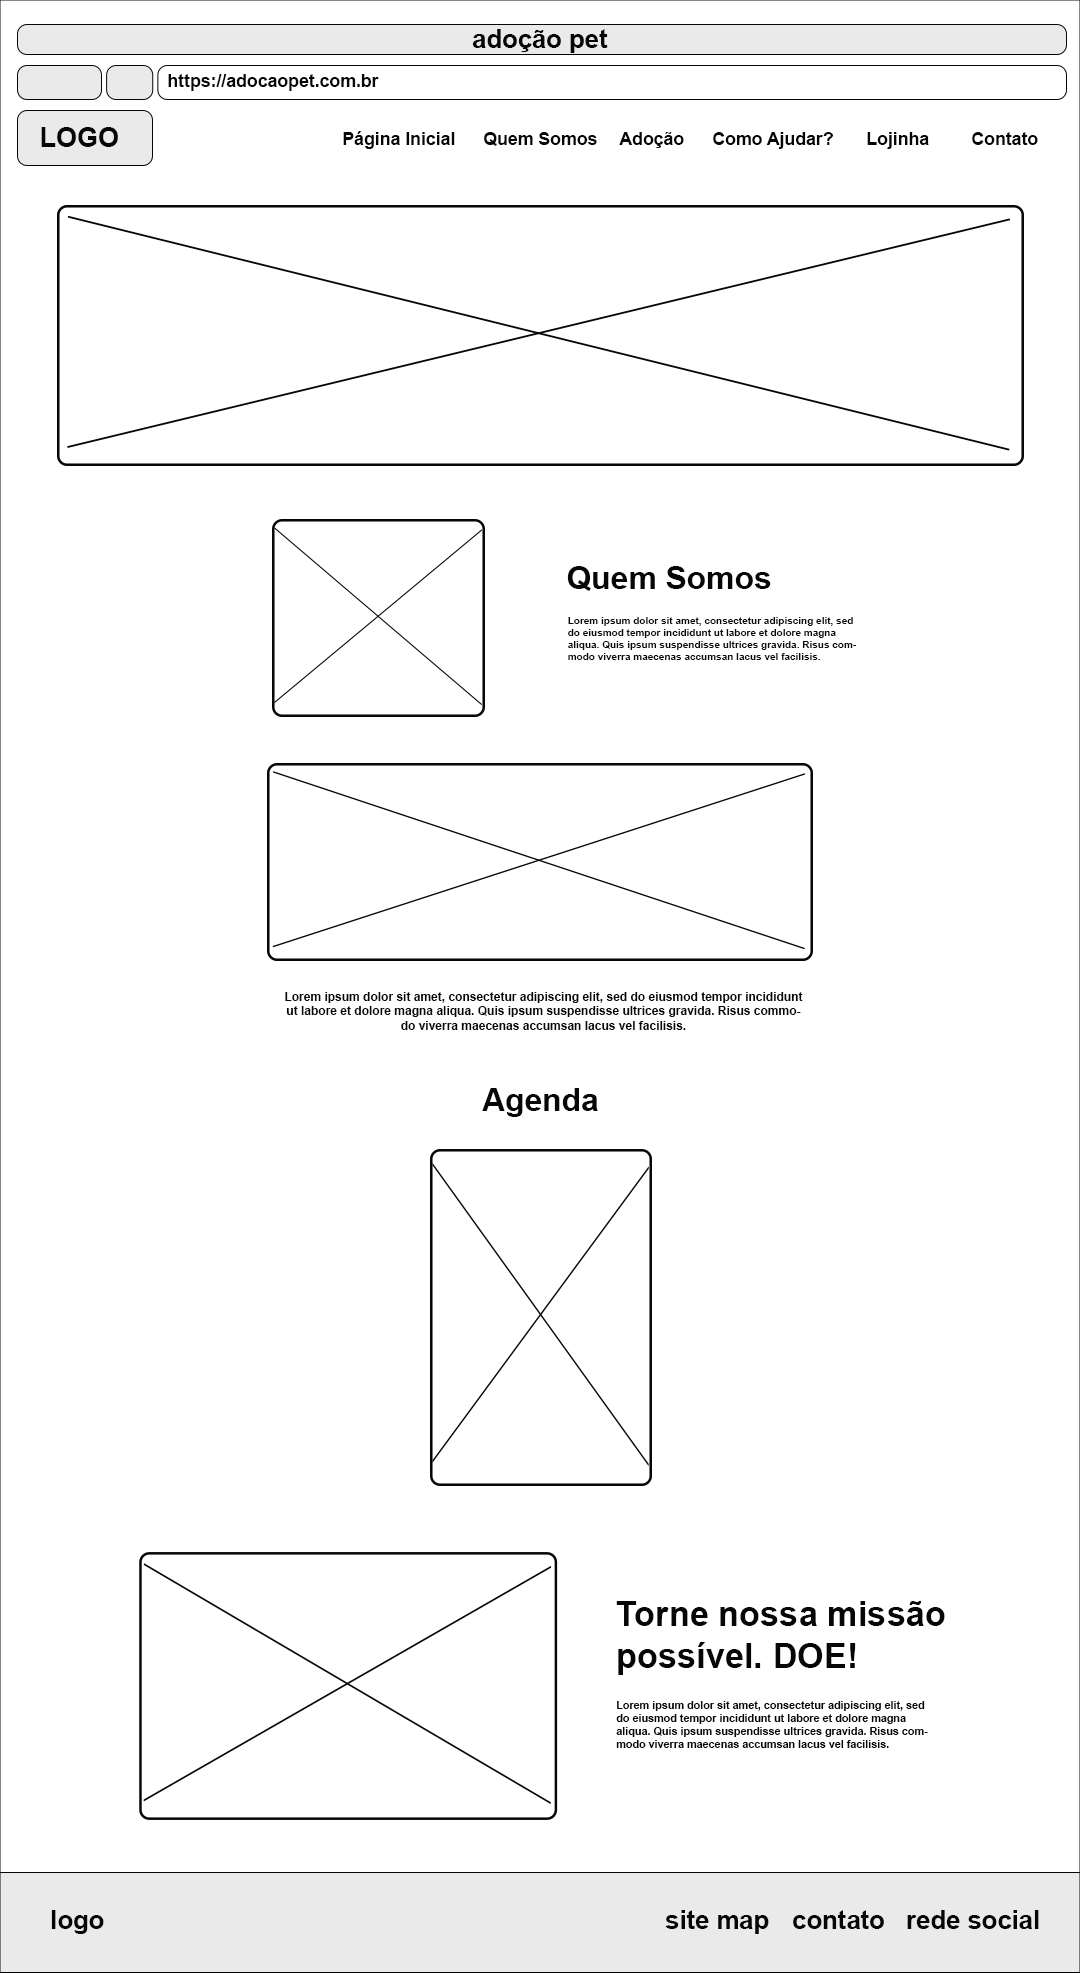 adoção pet
https://adocaopet.com.br
LOGO
Página Inicial
Quem Somos
Adoção
Como Ajudar?
Lojinha
Contato
Quem Somos
Lorem ipsum dolor sit amet, consectetur adipiscing elit, sed
do eiusmod tempor incididunt ut labore et dolore magna
aliqua. Quis ipsum suspendisse ultrices gravida. Risus com-
modo viverra maecenas accumsan lacus vel facilisis.
Lorem ipsum dolor sit amet, consectetur adipiscing elit, sed do eiusmod tempor incididunt
ut labore et dolore magna aliqua. Quis ipsum suspendisse ultrices gravida. Risus commo-
do viverra maecenas accumsan lacus vel facilisis.
Agenda
Torne nossa missão
possível. DOE!
Lorem ipsum dolor sit amet, consectetur adipiscing elit, sed
do eiusmod tempor incididunt ut labore et dolore magna
aliqua. Quis ipsum suspendisse ultrices gravida. Risus com-
modo viverra maecenas accumsan lacus vel facilisis.
logo
site map
contato
rede social